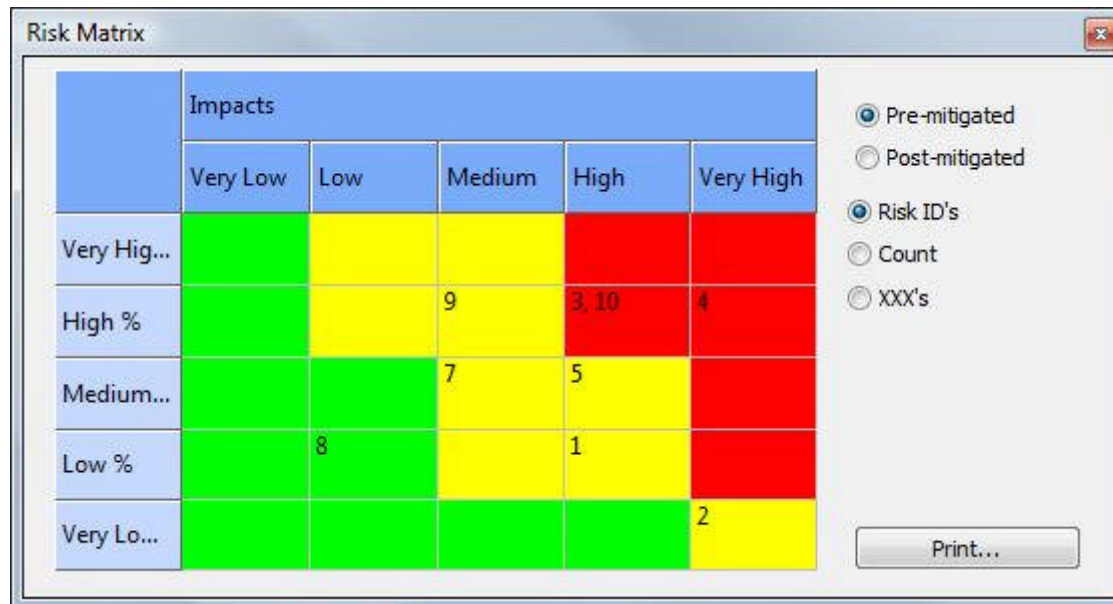 Risk Matrix
Impacts
Very Low Low Medium High Very High
Very Hig...
High % 9 3, 10 4
Medium... 7 5
Low % 8 1
Very Lo... 2
Pre-mitigated
Post-mitigated
Risk ID's
Count
XXX's
Print...